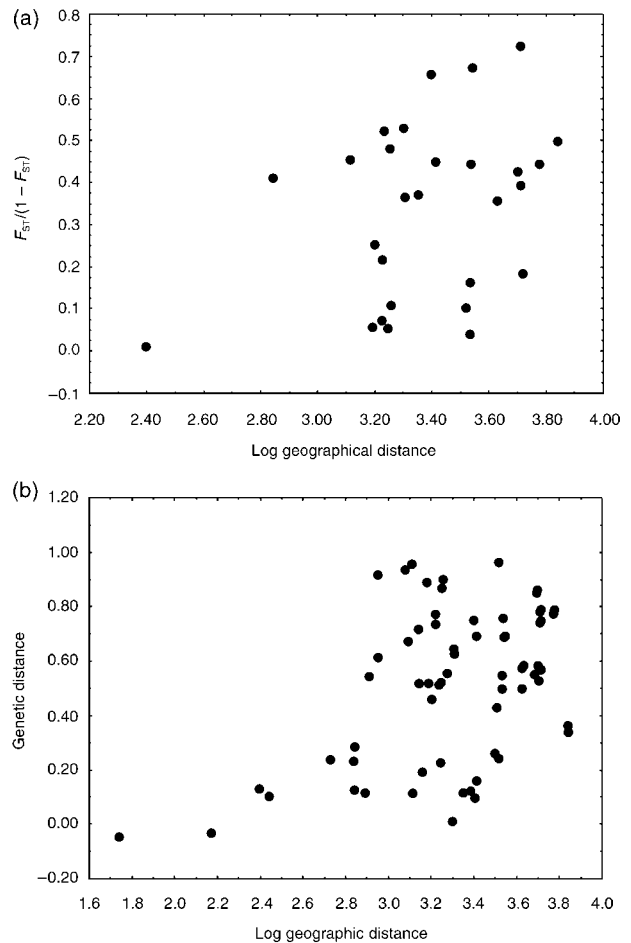 (a)
0.8
0.7
0.6
0.5
0.4
0.3
0.2
0.1
0.0
−0.1
F_ST/(1 − F_ST)
2.20 2.40 2.60 2.80 3.00 3.20 3.40 3.60 3.80 4.00
Log geographical distance
(b)
1.20
1.00
0.80
0.60
0.40
0.20
0.00
−0.20
Genetic distance
1.6 1.8 2.0 2.2 2.4 2.6 2.8 3.0 3.2 3.4 3.6 3.8 4.0
Log geographic distance